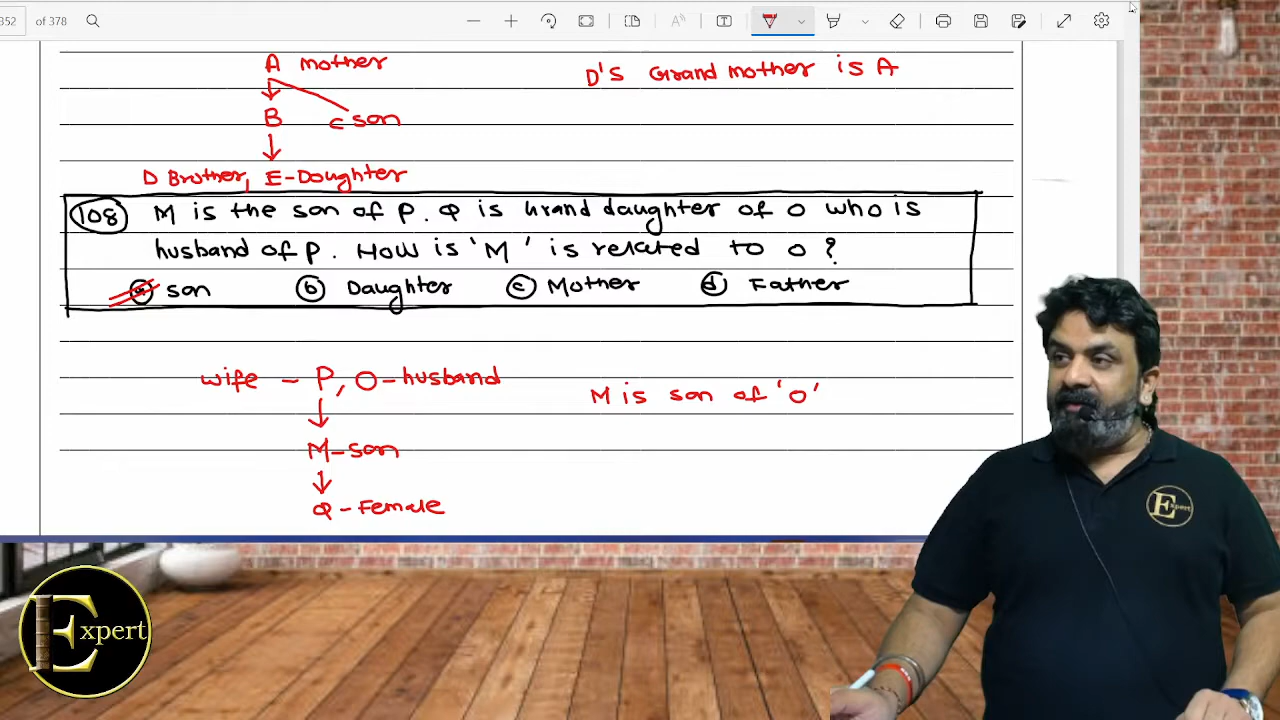 352 of 378
A mother
D's Grand mother is A
B
c son
D Brother, E-Daughter
108 M is the son of P. Q is Grand daughter of O who is
husband of P. How is 'M' is related to O?
a son b Daughter c Mother d Father
wife - P, O-husband
M is son of 'O'
M-son
Q-Female
Expert
Expert